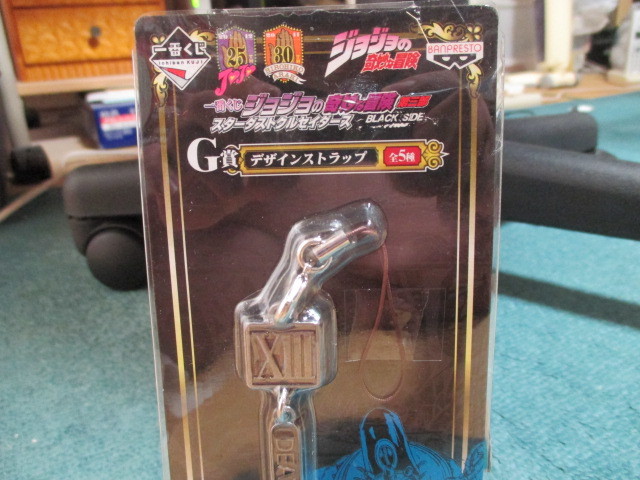 一番くじ
ICHIBAN KUJI
25
JOJO
30
ジョジョの
奇妙な冒険
BANPRESTO
一番くじ ジョジョの奇妙な冒険 第三部
スターダストクルセイダース BLACK SIDE
G賞 デザインストラップ 全5種
XIII
DEA